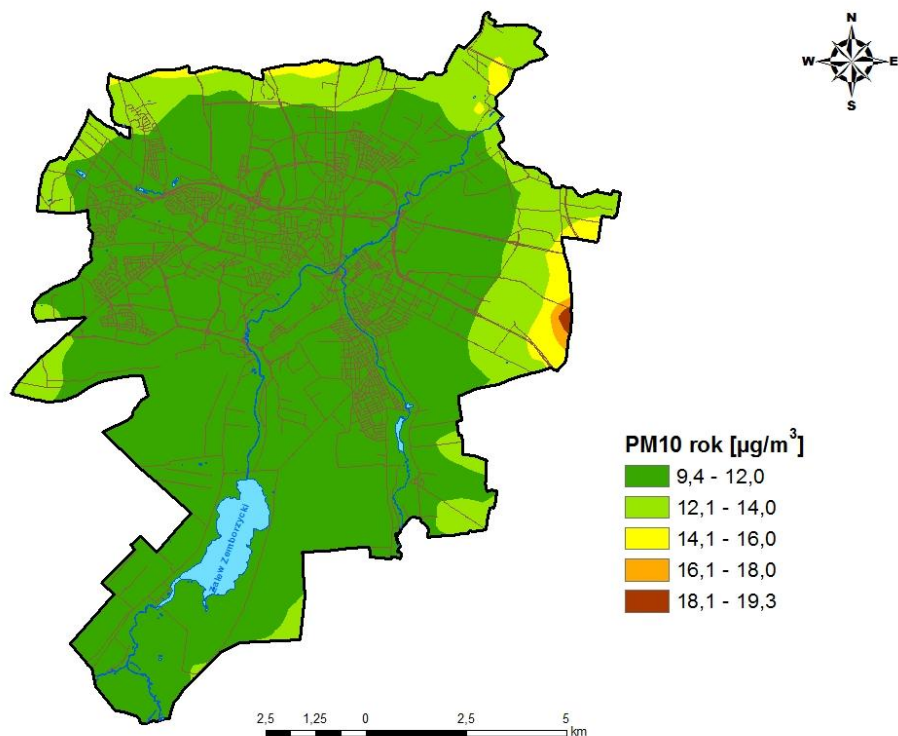 N
W E
S
PM10 rok [µg/m³]
9,4 - 12,0
12,1 - 14,0
14,1 - 16,0
16,1 - 18,0
18,1 - 19,3
Zalew Zemborzycki
2,5 1,25 0 2,5 5
km